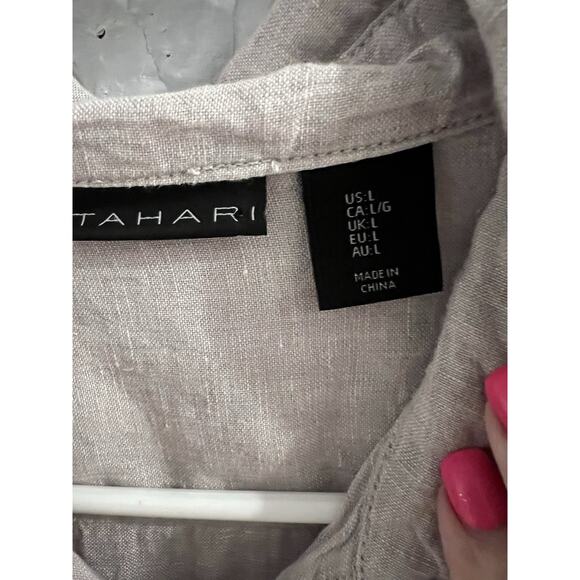 TAHARI
US:L
CA:L/G
UK:L
EU:L
AU:L
MADE IN
CHINA